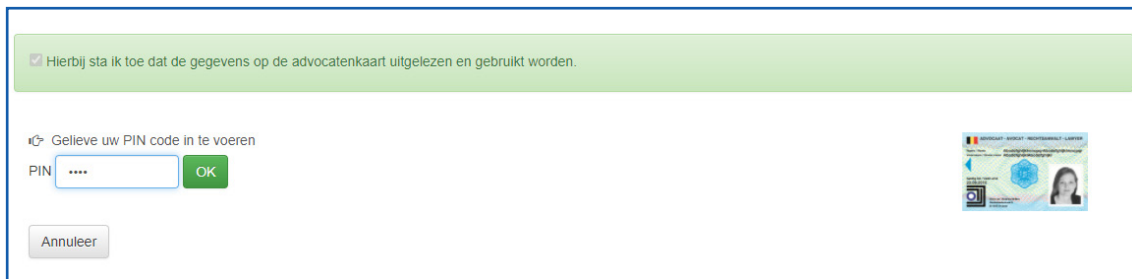 Hierbij sta ik toe dat de gegevens op de advocatenkaart uitgelezen en gebruikt worden.
Gelieve uw PIN code in te voeren
PIN •••• OK
ADVOCAAT - AVOCAT - RECHTSANWALT - LAWYER
Annuleer